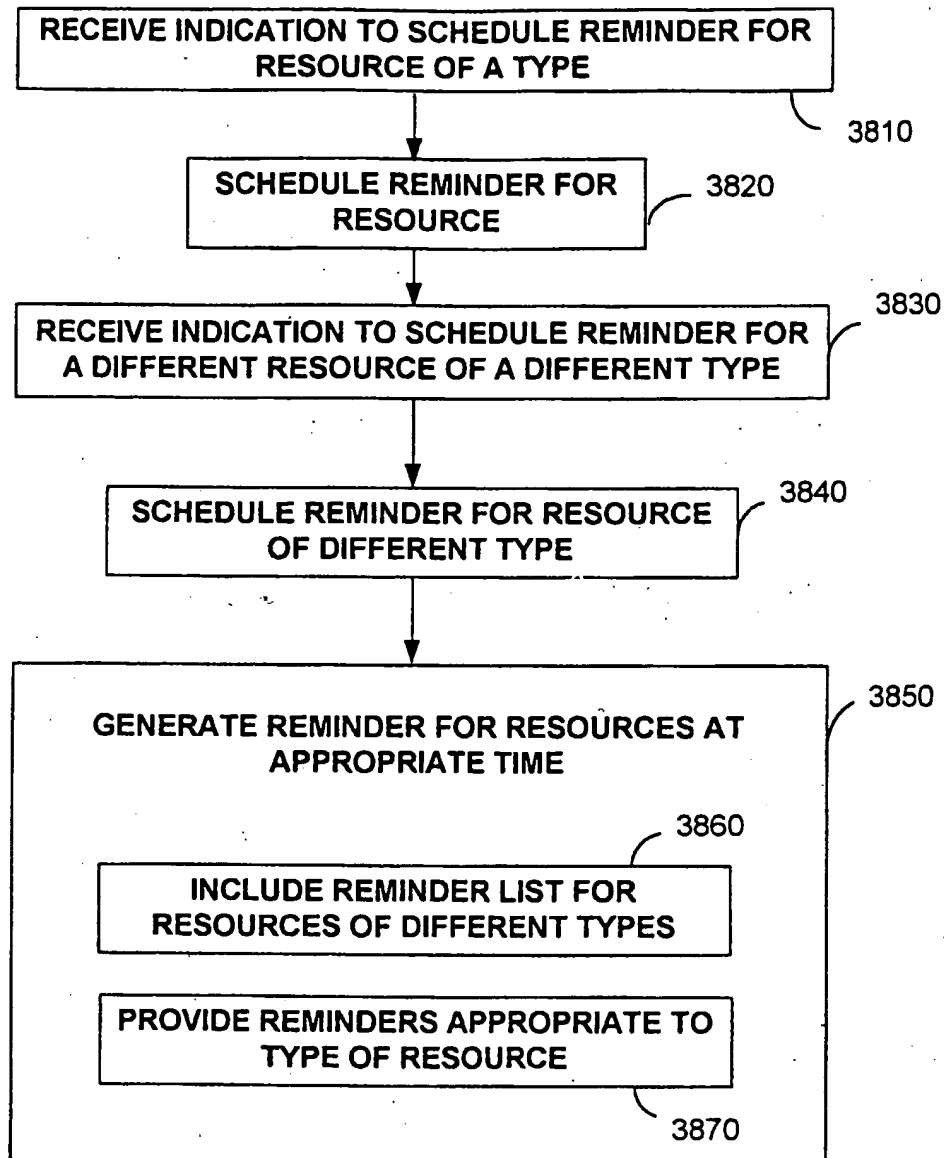 RECEIVE INDICATION TO SCHEDULE REMINDER FOR
RESOURCE OF A TYPE
3810
SCHEDULE REMINDER FOR
RESOURCE
3820
RECEIVE INDICATION TO SCHEDULE REMINDER FOR
A DIFFERENT RESOURCE OF A DIFFERENT TYPE
3830
SCHEDULE REMINDER FOR RESOURCE
OF DIFFERENT TYPE
3840
GENERATE REMINDER FOR RESOURCES AT
APPROPRIATE TIME
3850
INCLUDE REMINDER LIST FOR
RESOURCES OF DIFFERENT TYPES
3860
PROVIDE REMINDERS APPROPRIATE TO
TYPE OF RESOURCE
3870